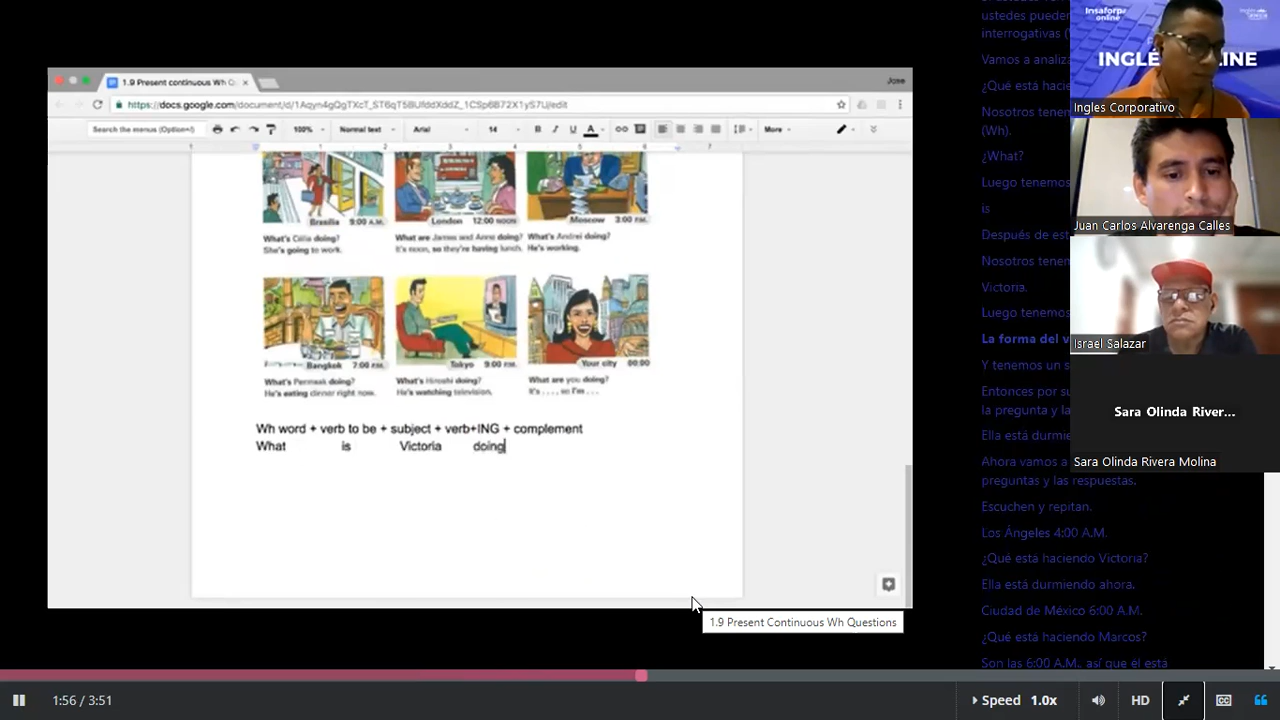 1.9 Present continuous Wh Q
Jose
https://docs.google.com/document/d/
Search the menus (Option+/)
100%
Normal text
Arial
14
More
Brasilia 9:00 A.M.
London 12:00 NOON
Moscow 3:00 P.M.
What's Celia doing?
She's going to work.
What are James and Anne doing?
It's noon, so they're having lunch.
What's Andrei doing?
He's working.
Bangkok 7:00 P.M.
Tokyo 9:00 P.M.
Your city 00:00
What's Permsak doing?
He's eating dinner right now.
What's Hiroshi doing?
He's watching television.
What are you doing?
It's ..., so I'm ...
Wh word + verb to be + subject + verb+ING + complement
What is Victoria doing
1.9 Present Continuous Wh Questions
ustedes pueden
interrogativas (
Vamos a analiz
¿Qué está haci
Nosotros tenem
(Wh).
¿What?
Luego tenemos
is
Después de est
Nosotros tenem
Victoria.
Luego tenemos
La forma del v
Y tenemos un s
Entonces por su
la pregunta y la
Ella está durmie
Ahora vamos a
preguntas y las respuestas.
Escuchen y repitan.
Los Ángeles 4:00 A.M.
¿Qué está haciendo Victoria?
Ella está durmiendo ahora.
Ciudad de México 6:00 A.M.
¿Qué está haciendo Marcos?
Son las 6:00 A.M., así que él está
Insaforp
online
INGLÉ
LINE
Ingles Corporativo
Juan Carlos Alvarenga Calles
Israel Salazar
Sara Olinda River...
Sara Olinda Rivera Molina
1:56 / 3:51
Speed 1.0x
HD
CC